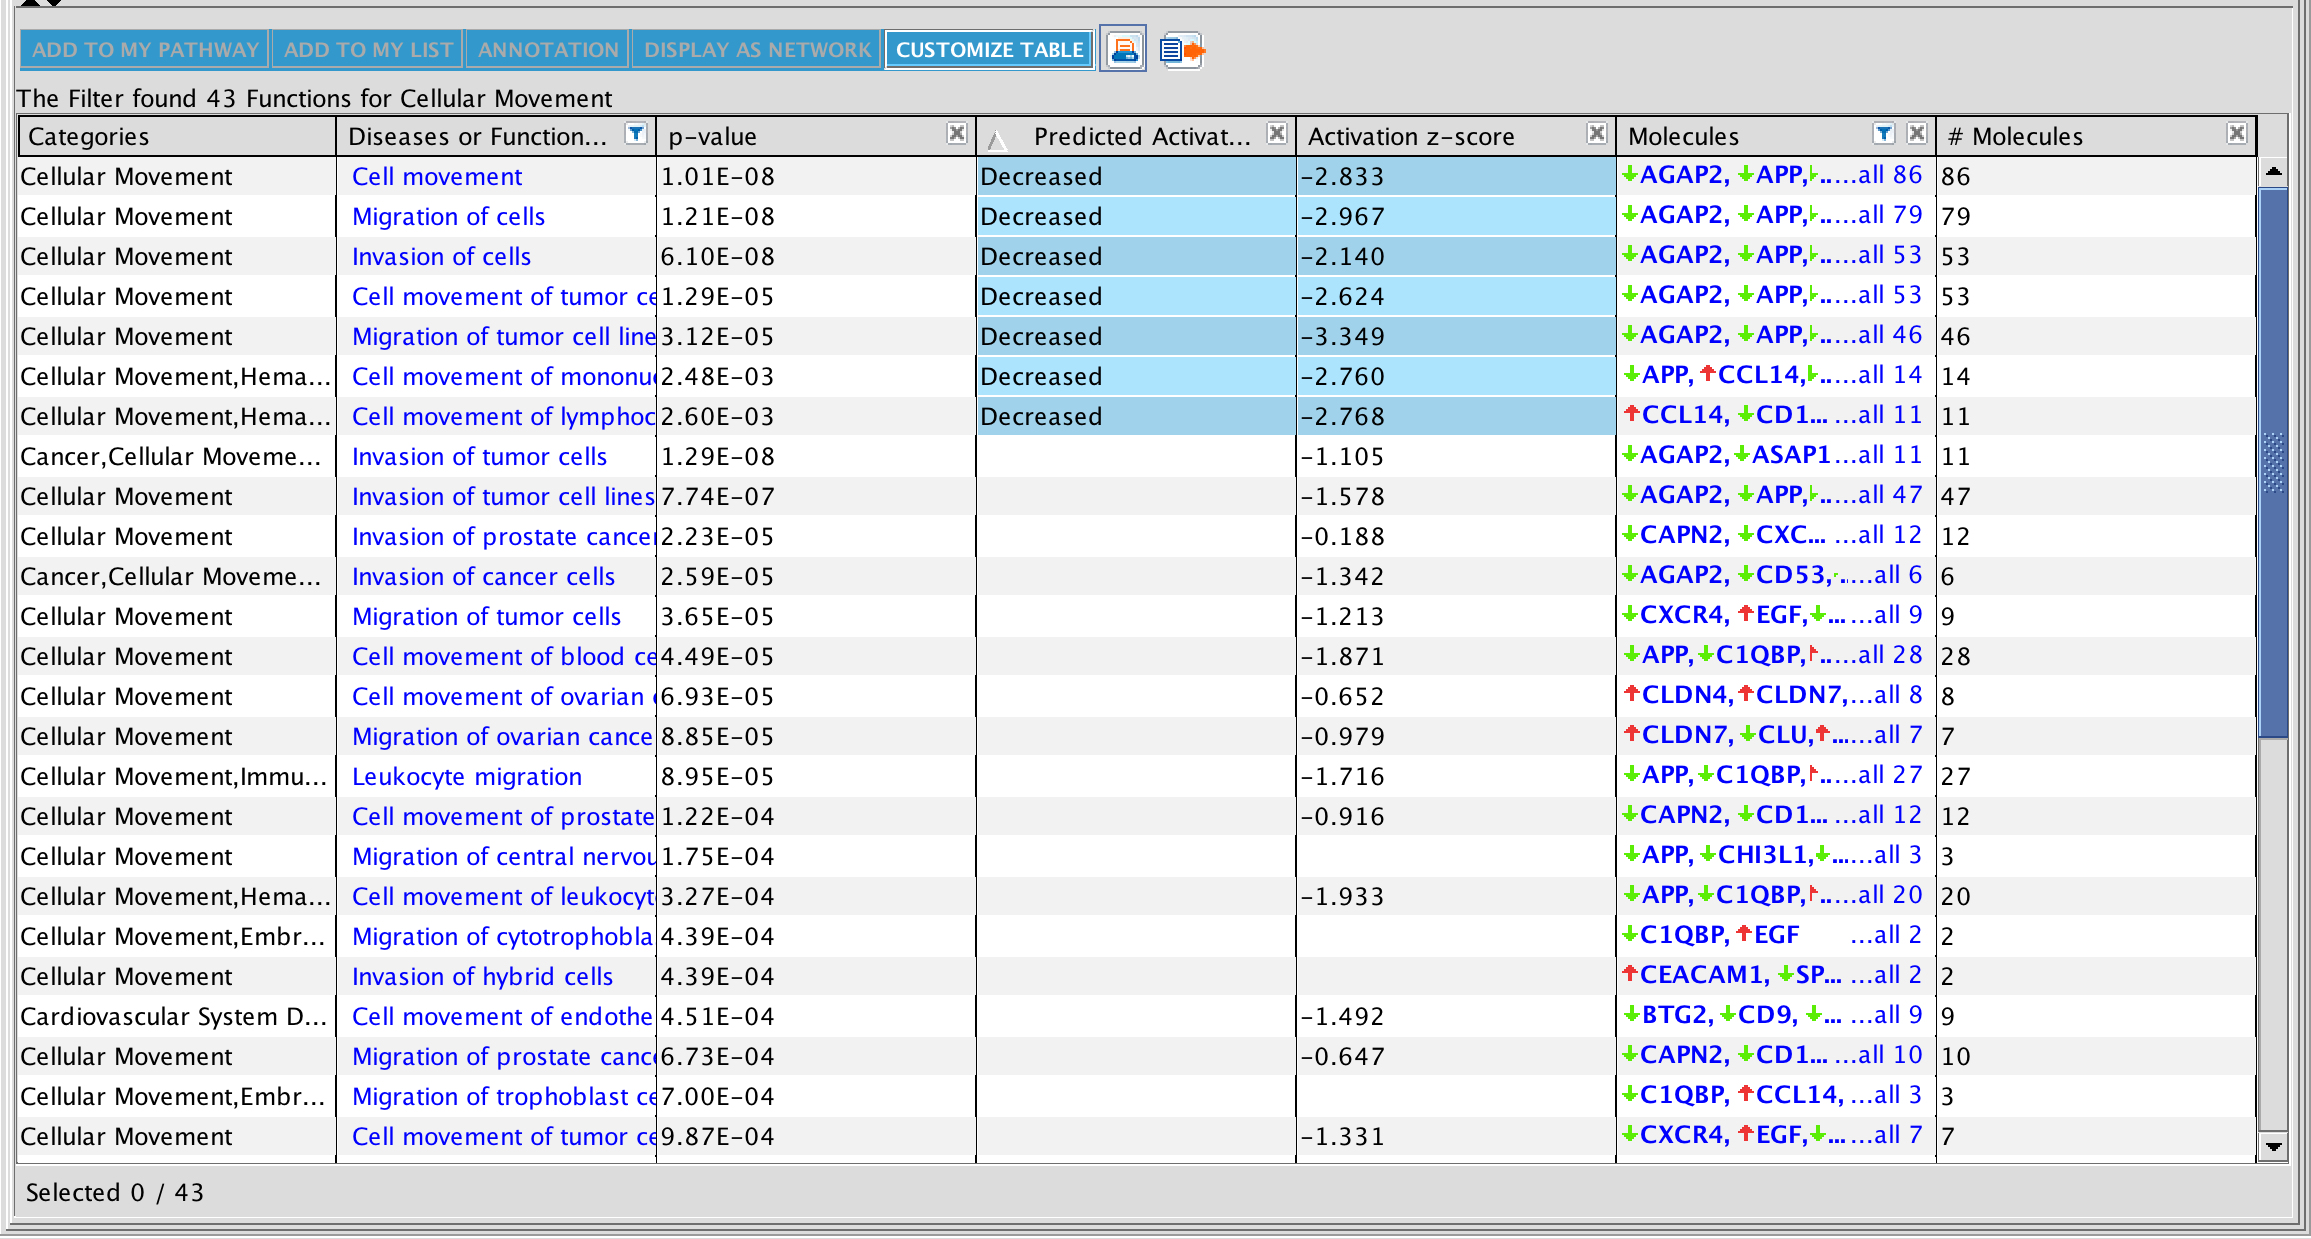 ADD TO MY PATHWAY ADD TO MY LIST ANNOTATION DISPLAY AS NETWORK CUSTOMIZE TABLE
The Filter found 43 Functions for Cellular Movement
Categories Diseases or Function... p-value Predicted Activat... Activation z-score Molecules # Molecules
Cellular Movement Cell movement 1.01E-08 Decreased -2.833 AGAP2, APP, .....all 86 86
Cellular Movement Migration of cells 1.21E-08 Decreased -2.967 AGAP2, APP, .....all 79 79
Cellular Movement Invasion of cells 6.10E-08 Decreased -2.140 AGAP2, APP, .....all 53 53
Cellular Movement Cell movement of tumor ce 1.29E-05 Decreased -2.624 AGAP2, APP, .....all 53 53
Cellular Movement Migration of tumor cell line 3.12E-05 Decreased -3.349 AGAP2, APP, .....all 46 46
Cellular Movement,Hema... Cell movement of mononu 2.48E-03 Decreased -2.760 APP, CCL14, .....all 14 14
Cellular Movement,Hema... Cell movement of lymphoc 2.60E-03 Decreased -2.768 CCL14, CD1... ...all 11 11
Cancer,Cellular Moveme... Invasion of tumor cells 1.29E-08 -1.105 AGAP2, ASAP1...all 11 11
Cellular Movement Invasion of tumor cell lines 7.74E-07 -1.578 AGAP2, APP, .....all 47 47
Cellular Movement Invasion of prostate cancer 2.23E-05 -0.188 CAPN2, CXC... ...all 12 12
Cancer,Cellular Moveme... Invasion of cancer cells 2.59E-05 -1.342 AGAP2, CD53, .....all 6 6
Cellular Movement Migration of tumor cells 3.65E-05 -1.213 CXCR4, EGF, ... ...all 9 9
Cellular Movement Cell movement of blood ce 4.49E-05 -1.871 APP, C1QBP, .....all 28 28
Cellular Movement Cell movement of ovarian 6.93E-05 -0.652 CLDN4, CLDN7,...all 8 8
Cellular Movement Migration of ovarian cance 8.85E-05 -0.979 CLDN7, CLU, ......all 7 7
Cellular Movement,Immu... Leukocyte migration 8.95E-05 -1.716 APP, C1QBP, .....all 27 27
Cellular Movement Cell movement of prostate 1.22E-04 -0.916 CAPN2, CD1... ...all 12 12
Cellular Movement Migration of central nervou 1.75E-04 APP, CHI3L1, ......all 3 3
Cellular Movement,Hema... Cell movement of leukocyt 3.27E-04 -1.933 APP, C1QBP, .....all 20 20
Cellular Movement,Embr... Migration of cytotrophobla 4.39E-04 C1QBP, EGF ...all 2 2
Cellular Movement Invasion of hybrid cells 4.39E-04 CEACAM1, SP... ...all 2 2
Cardiovascular System D... Cell movement of endothe 4.51E-04 -1.492 BTG2, CD9, ... ...all 9 9
Cellular Movement Migration of prostate canc 6.73E-04 -0.647 CAPN2, CD1... ...all 10 10
Cellular Movement,Embr... Migration of trophoblast ce 7.00E-04 C1QBP, CCL14, ...all 3 3
Cellular Movement Cell movement of tumor ce 9.87E-04 -1.331 CXCR4, EGF, ... ...all 7 7
Selected 0 / 43